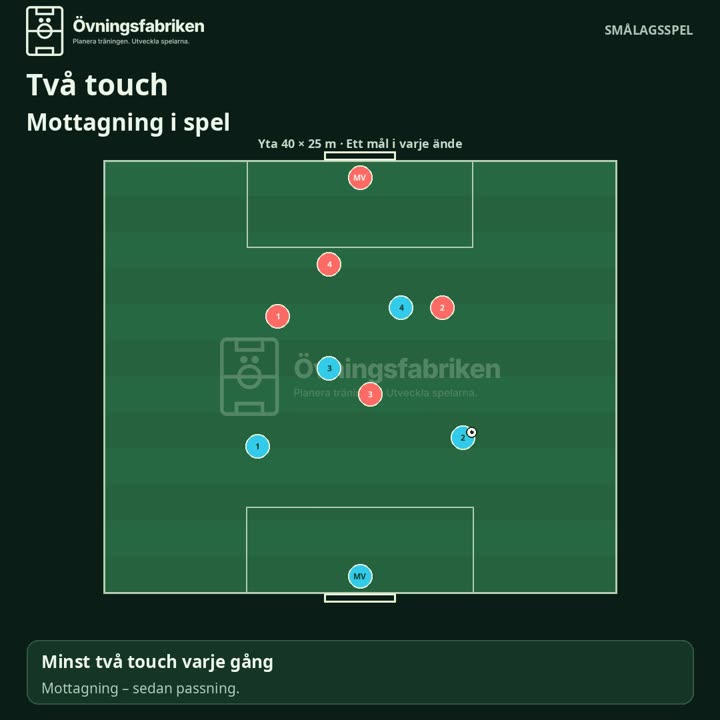 Övningsfabriken
Planera träningen. Utveckla spelarna.
SMÅLAGSSPEL
Två touch
Mottagning i spel
Yta 40 × 25 m · Ett mål i varje ände
MV
4
1
4
2
Övningsfabriken
3
Planera träningen. Utveckla spelarna.
3
1
2
MV
Minst två touch varje gång
Mottagning – sedan passning.